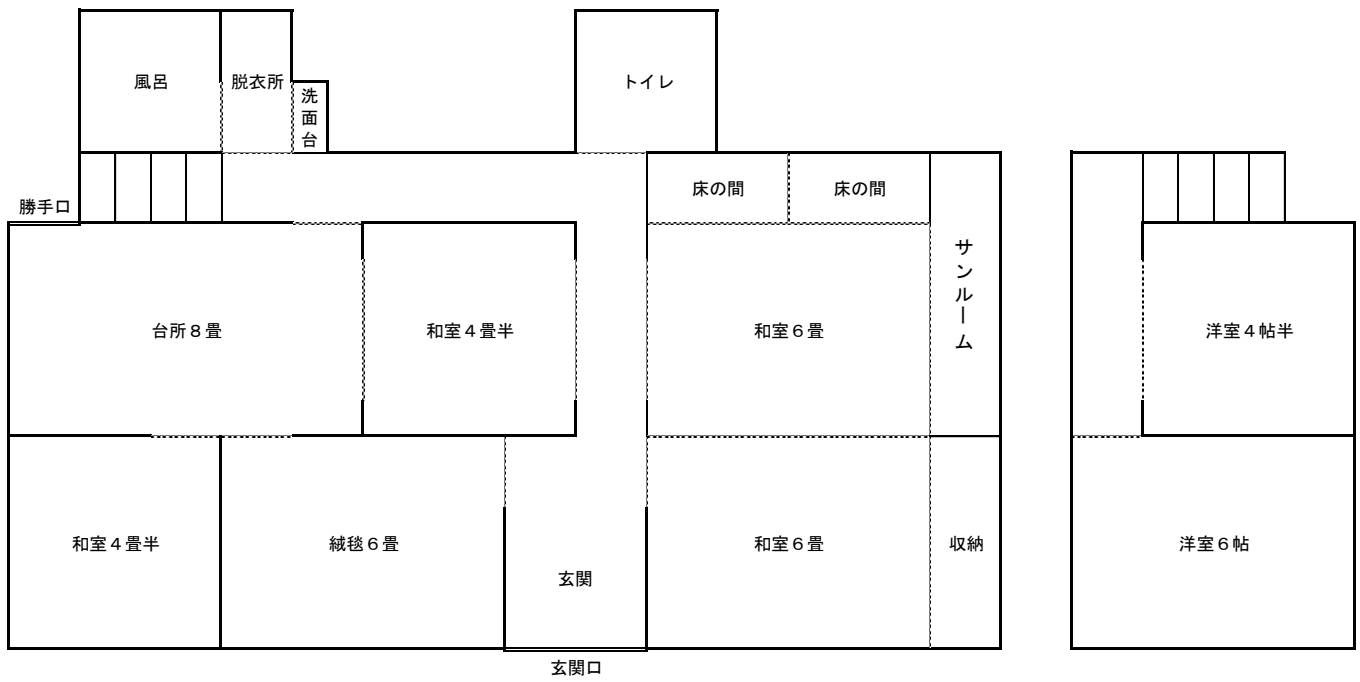 風呂
脱衣所
洗面台
トイレ
勝手口
床の間
床の間
サンルーム
台所８畳
和室４畳半
和室６畳
洋室４帖半
和室４畳半
絨毯６畳
玄関
和室６畳
収納
洋室６帖
玄関口